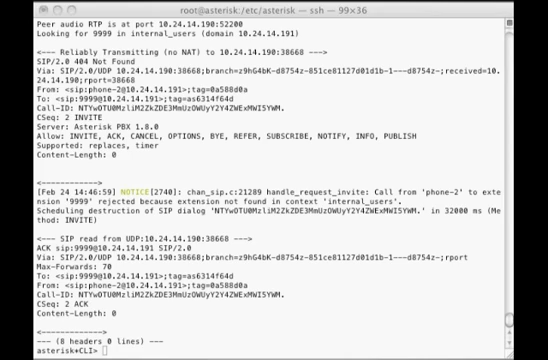 root@asterisk:/etc/asterisk — ssh — 99×36
Peer audio RTP is at port 10.24.14.190:52200
Looking for 9999 in internal_users (domain 10.24.14.191)
<--- Reliably Transmitting (no NAT) to 10.24.14.190:38668 --->
SIP/2.0 404 Not Found
Via: SIP/2.0/UDP 10.24.14.190:38668;branch=z9hG4bK-d8754z-851ce81127d01d1b-1---d8754z-;received=10.
24.14.190;rport=38668
From: <sip:phone-2@10.24.14.191>;tag=0a588d0a
To: <sip:9999@10.24.14.191>;tag=as6314f64d
Call-ID: NTYwOTU0MzliM2ZkZDE3MmUzOWUyY2Y4ZWExMWI5YWM.
CSeq: 2 INVITE
Server: Asterisk PBX 1.8.0
Allow: INVITE, ACK, CANCEL, OPTIONS, BYE, REFER, SUBSCRIBE, NOTIFY, INFO, PUBLISH
Supported: replaces, timer
Content-Length: 0
<------------>
[Feb 24 14:46:59] NOTICE[2740]: chan_sip.c:21289 handle_request_invite: Call from 'phone-2' to exte
nsion '9999' rejected because extension not found in context 'internal_users'.
Scheduling destruction of SIP dialog 'NTYwOTU0MzliM2ZkZDE3MmUzOWUyY2Y4ZWExMWI5YWM.' in 32000 ms (Me
thod: INVITE)
<--- SIP read from UDP:10.24.14.190:38668 --->
ACK sip:9999@10.24.14.191 SIP/2.0
Via: SIP/2.0/UDP 10.24.14.190:38668;branch=z9hG4bK-d8754z-851ce81127d01d1b-1---d8754z-;rport
Max-Forwards: 70
To: <sip:9999@10.24.14.191>;tag=as6314f64d
From: <sip:phone-2@10.24.14.191>;tag=0a588d0a
Call-ID: NTYwOTU0MzliM2ZkZDE3MmUzOWUyY2Y4ZWExMWI5YWM.
CSeq: 2 ACK
Content-Length: 0
<------------->
--- (8 headers 0 lines) ---
asterisk*CLI>